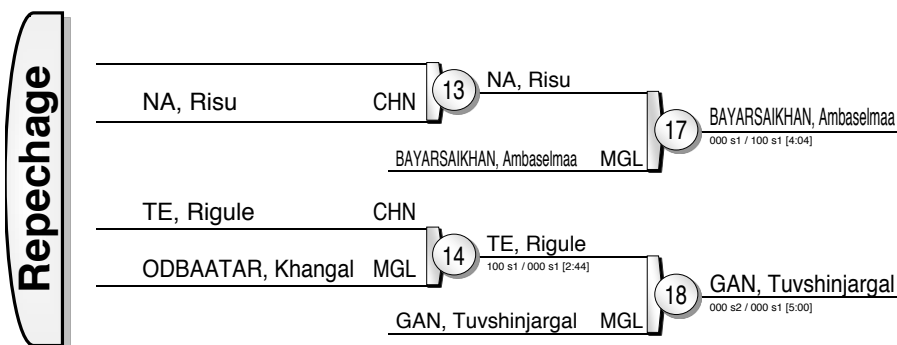 Repechage
NA, Risu CHN
13
NA, Risu
BAYARSAIKHAN, Ambaselmaa MGL
17
BAYARSAIKHAN, Ambaselmaa
000 s1 / 100 s1 [4:04]
TE, Rigule CHN
ODBAATAR, Khangal MGL
14
TE, Rigule
100 s1 / 000 s1 [2:44]
GAN, Tuvshinjargal MGL
18
GAN, Tuvshinjargal
000 s2 / 000 s1 [5:00]